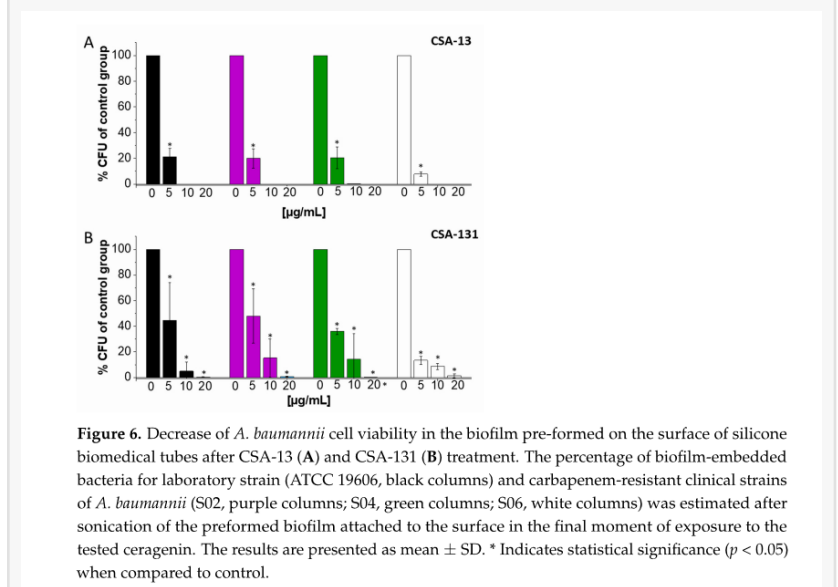 A
CSA-13
% CFU of control group
100
80
60
40
20
0
* * * *
0 5 10 20 0 5 10 20 0 5 10 20 0 5 10 20
[µg/mL]
B
CSA-131
% CFU of control group
100
80
60
40
20
0
* * * * * * * * * * * *
0 5 10 20 0 5 10 20 0 5 10 20 * 0 5 10 20
[µg/mL]
Figure 6. Decrease of A. baumannii cell viability in the biofilm pre-formed on the surface of silicone
biomedical tubes after CSA-13 (A) and CSA-131 (B) treatment. The percentage of biofilm-embedded
bacteria for laboratory strain (ATCC 19606, black columns) and carbapenem-resistant clinical strains
of A. baumannii (S02, purple columns; S04, green columns; S06, white columns) was estimated after
sonication of the preformed biofilm attached to the surface in the final moment of exposure to the
tested ceragenin. The results are presented as mean ± SD. * Indicates statistical significance (p < 0.05)
when compared to control.